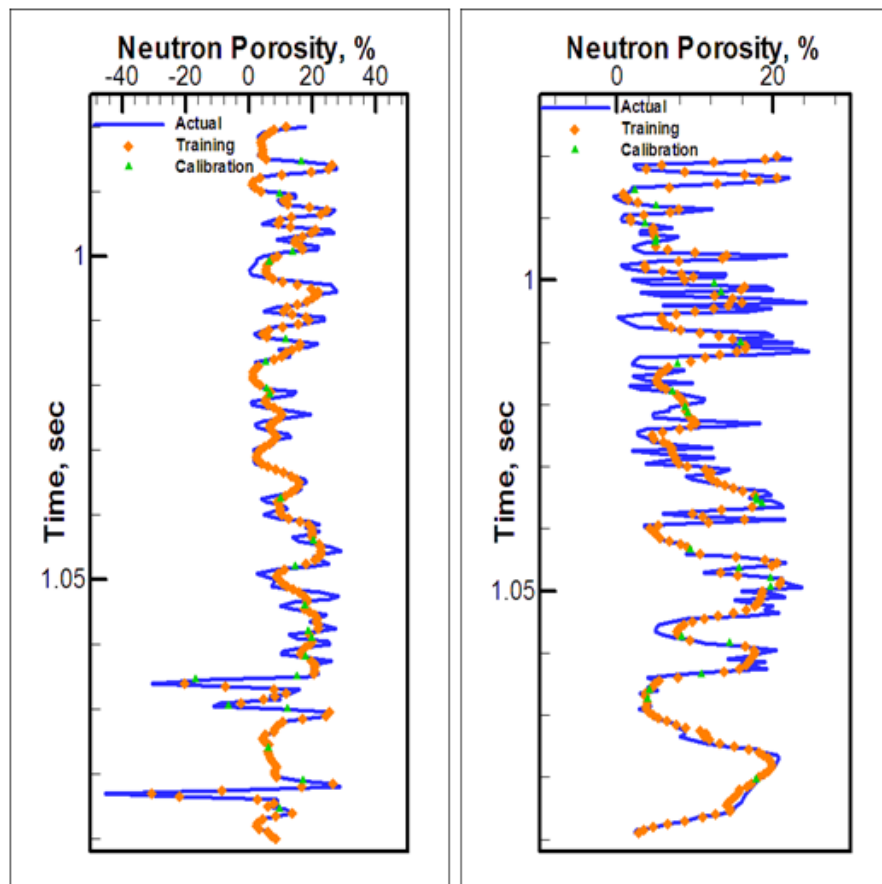 Neutron Porosity, %
-40 -20 0 20 40
Actual
Training
Calibration
1
Time, sec
1.05
Neutron Porosity, %
0 20
Actual
Training
Calibration
1
Time, sec
1.05